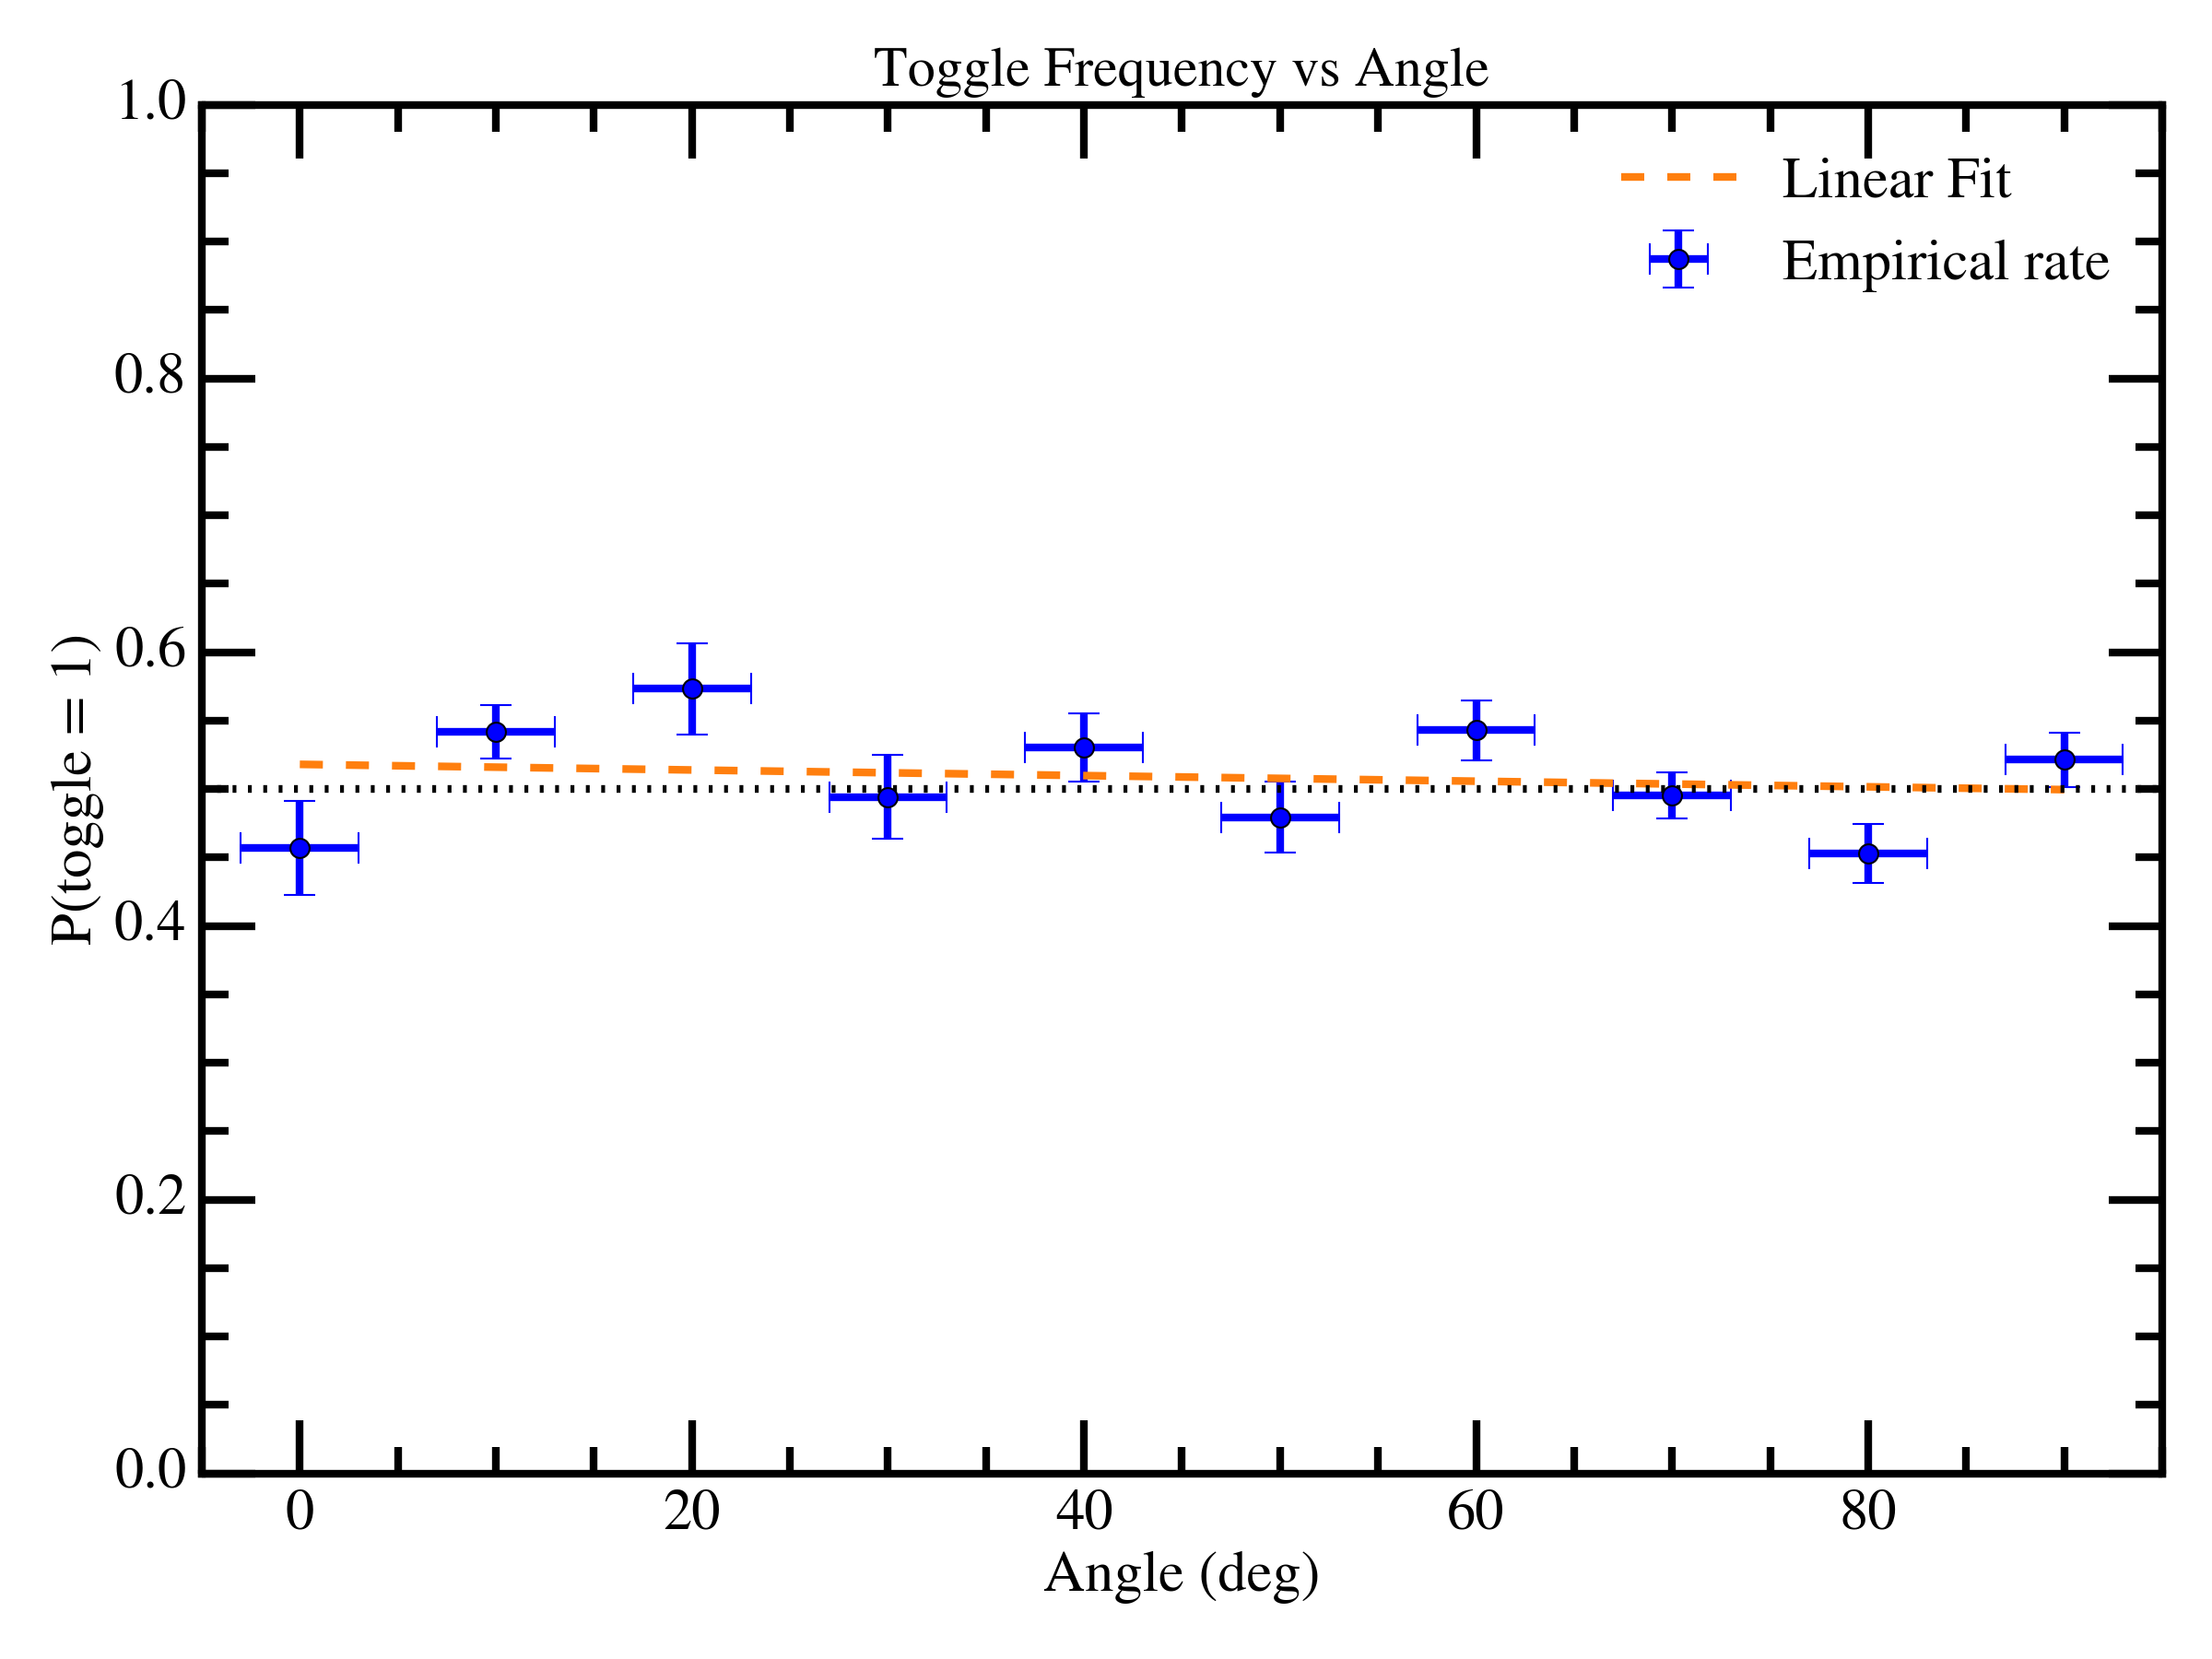 Toggle Frequency vs Angle
1.0
Linear Fit
Empirical rate
0.8
0.6
P(toggle = 1)
0.4
0.2
0.0
0 20 40 60 80
Angle (deg)